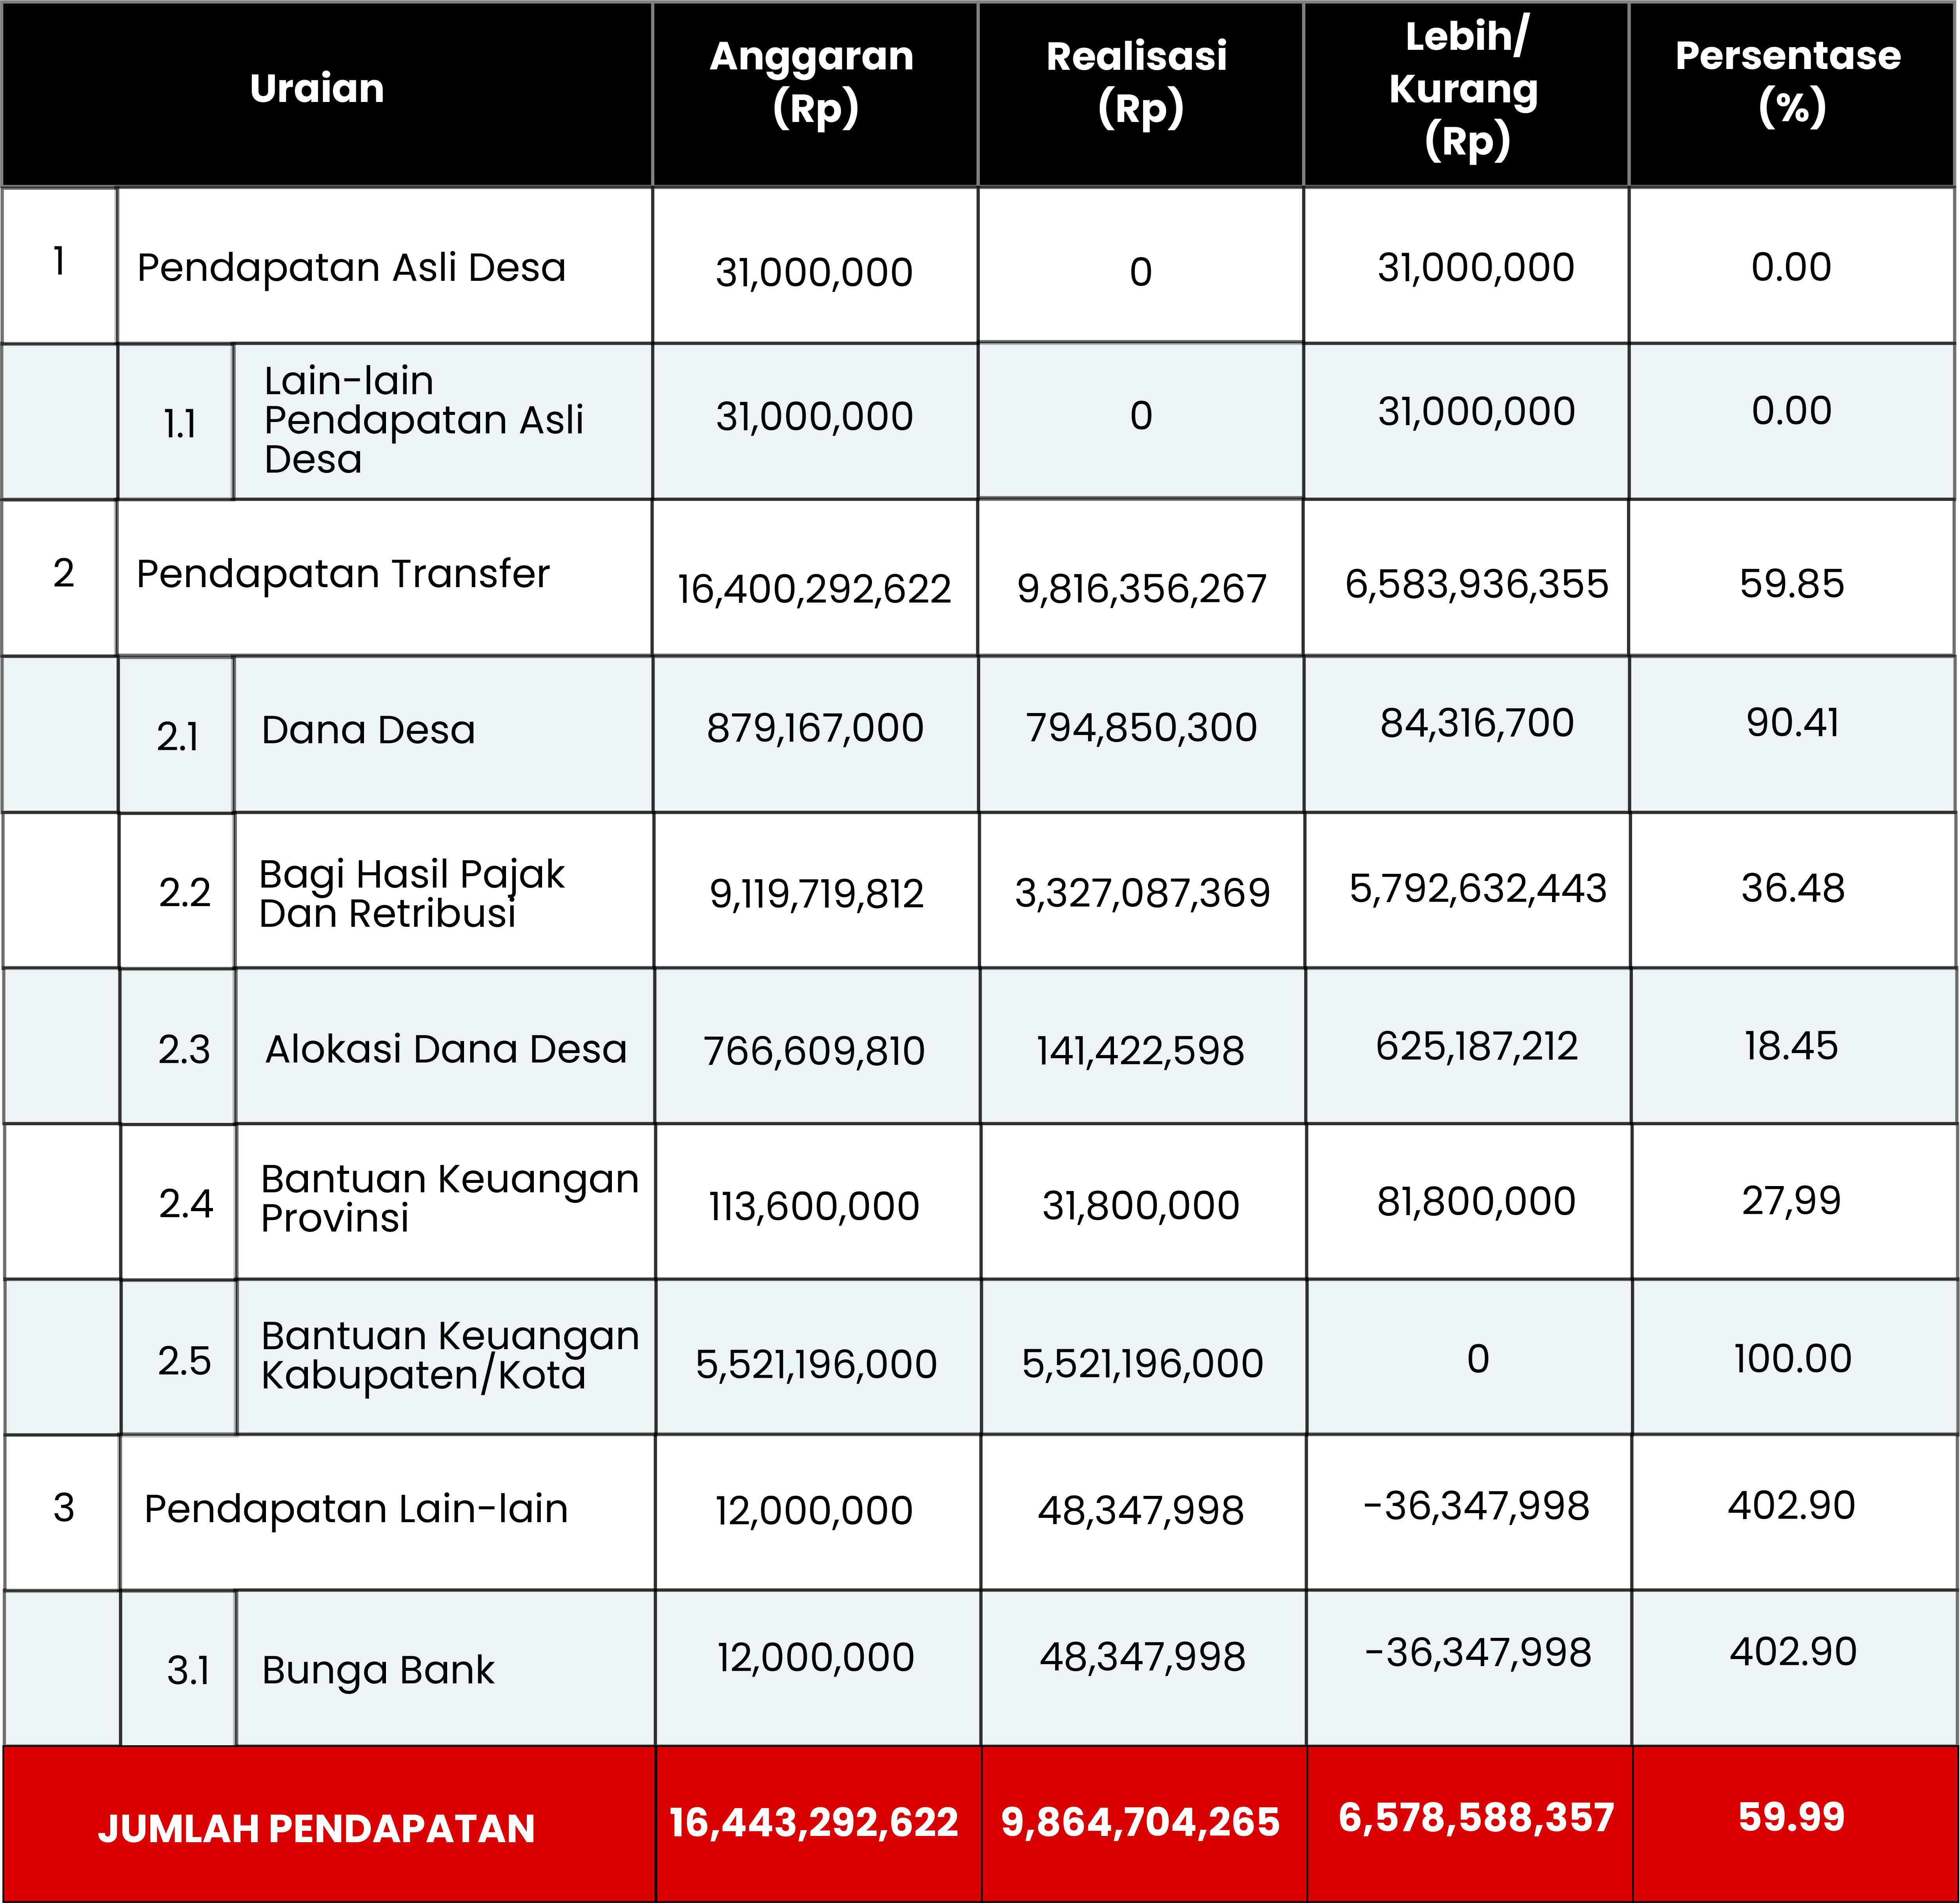 Uraian
Anggaran
(Rp)
Realisasi
(Rp)
Lebih/
Kurang
(Rp)
Persentase
(%)
1 Pendapatan Asli Desa 31,000,000 0 31,000,000 0.00
1.1 Lain-lain
Pendapatan Asli
Desa
31,000,000 0 31,000,000 0.00
2 Pendapatan Transfer 16,400,292,622 9,816,356,267 6,583,936,355 59.85
2.1 Dana Desa 879,167,000 794,850,300 84,316,700 90.41
2.2 Bagi Hasil Pajak
Dan Retribusi
9,119,719,812 3,327,087,369 5,792,632,443 36.48
2.3 Alokasi Dana Desa 766,609,810 141,422,598 625,187,212 18.45
2.4 Bantuan Keuangan
Provinsi
113,600,000 31,800,000 81,800,000 27,99
2.5 Bantuan Keuangan
Kabupaten/Kota
5,521,196,000 5,521,196,000 0 100.00
3 Pendapatan Lain-lain 12,000,000 48,347,998 -36,347,998 402.90
3.1 Bunga Bank 12,000,000 48,347,998 -36,347,998 402.90
JUMLAH PENDAPATAN 16,443,292,622 9,864,704,265 6,578,588,357 59.99